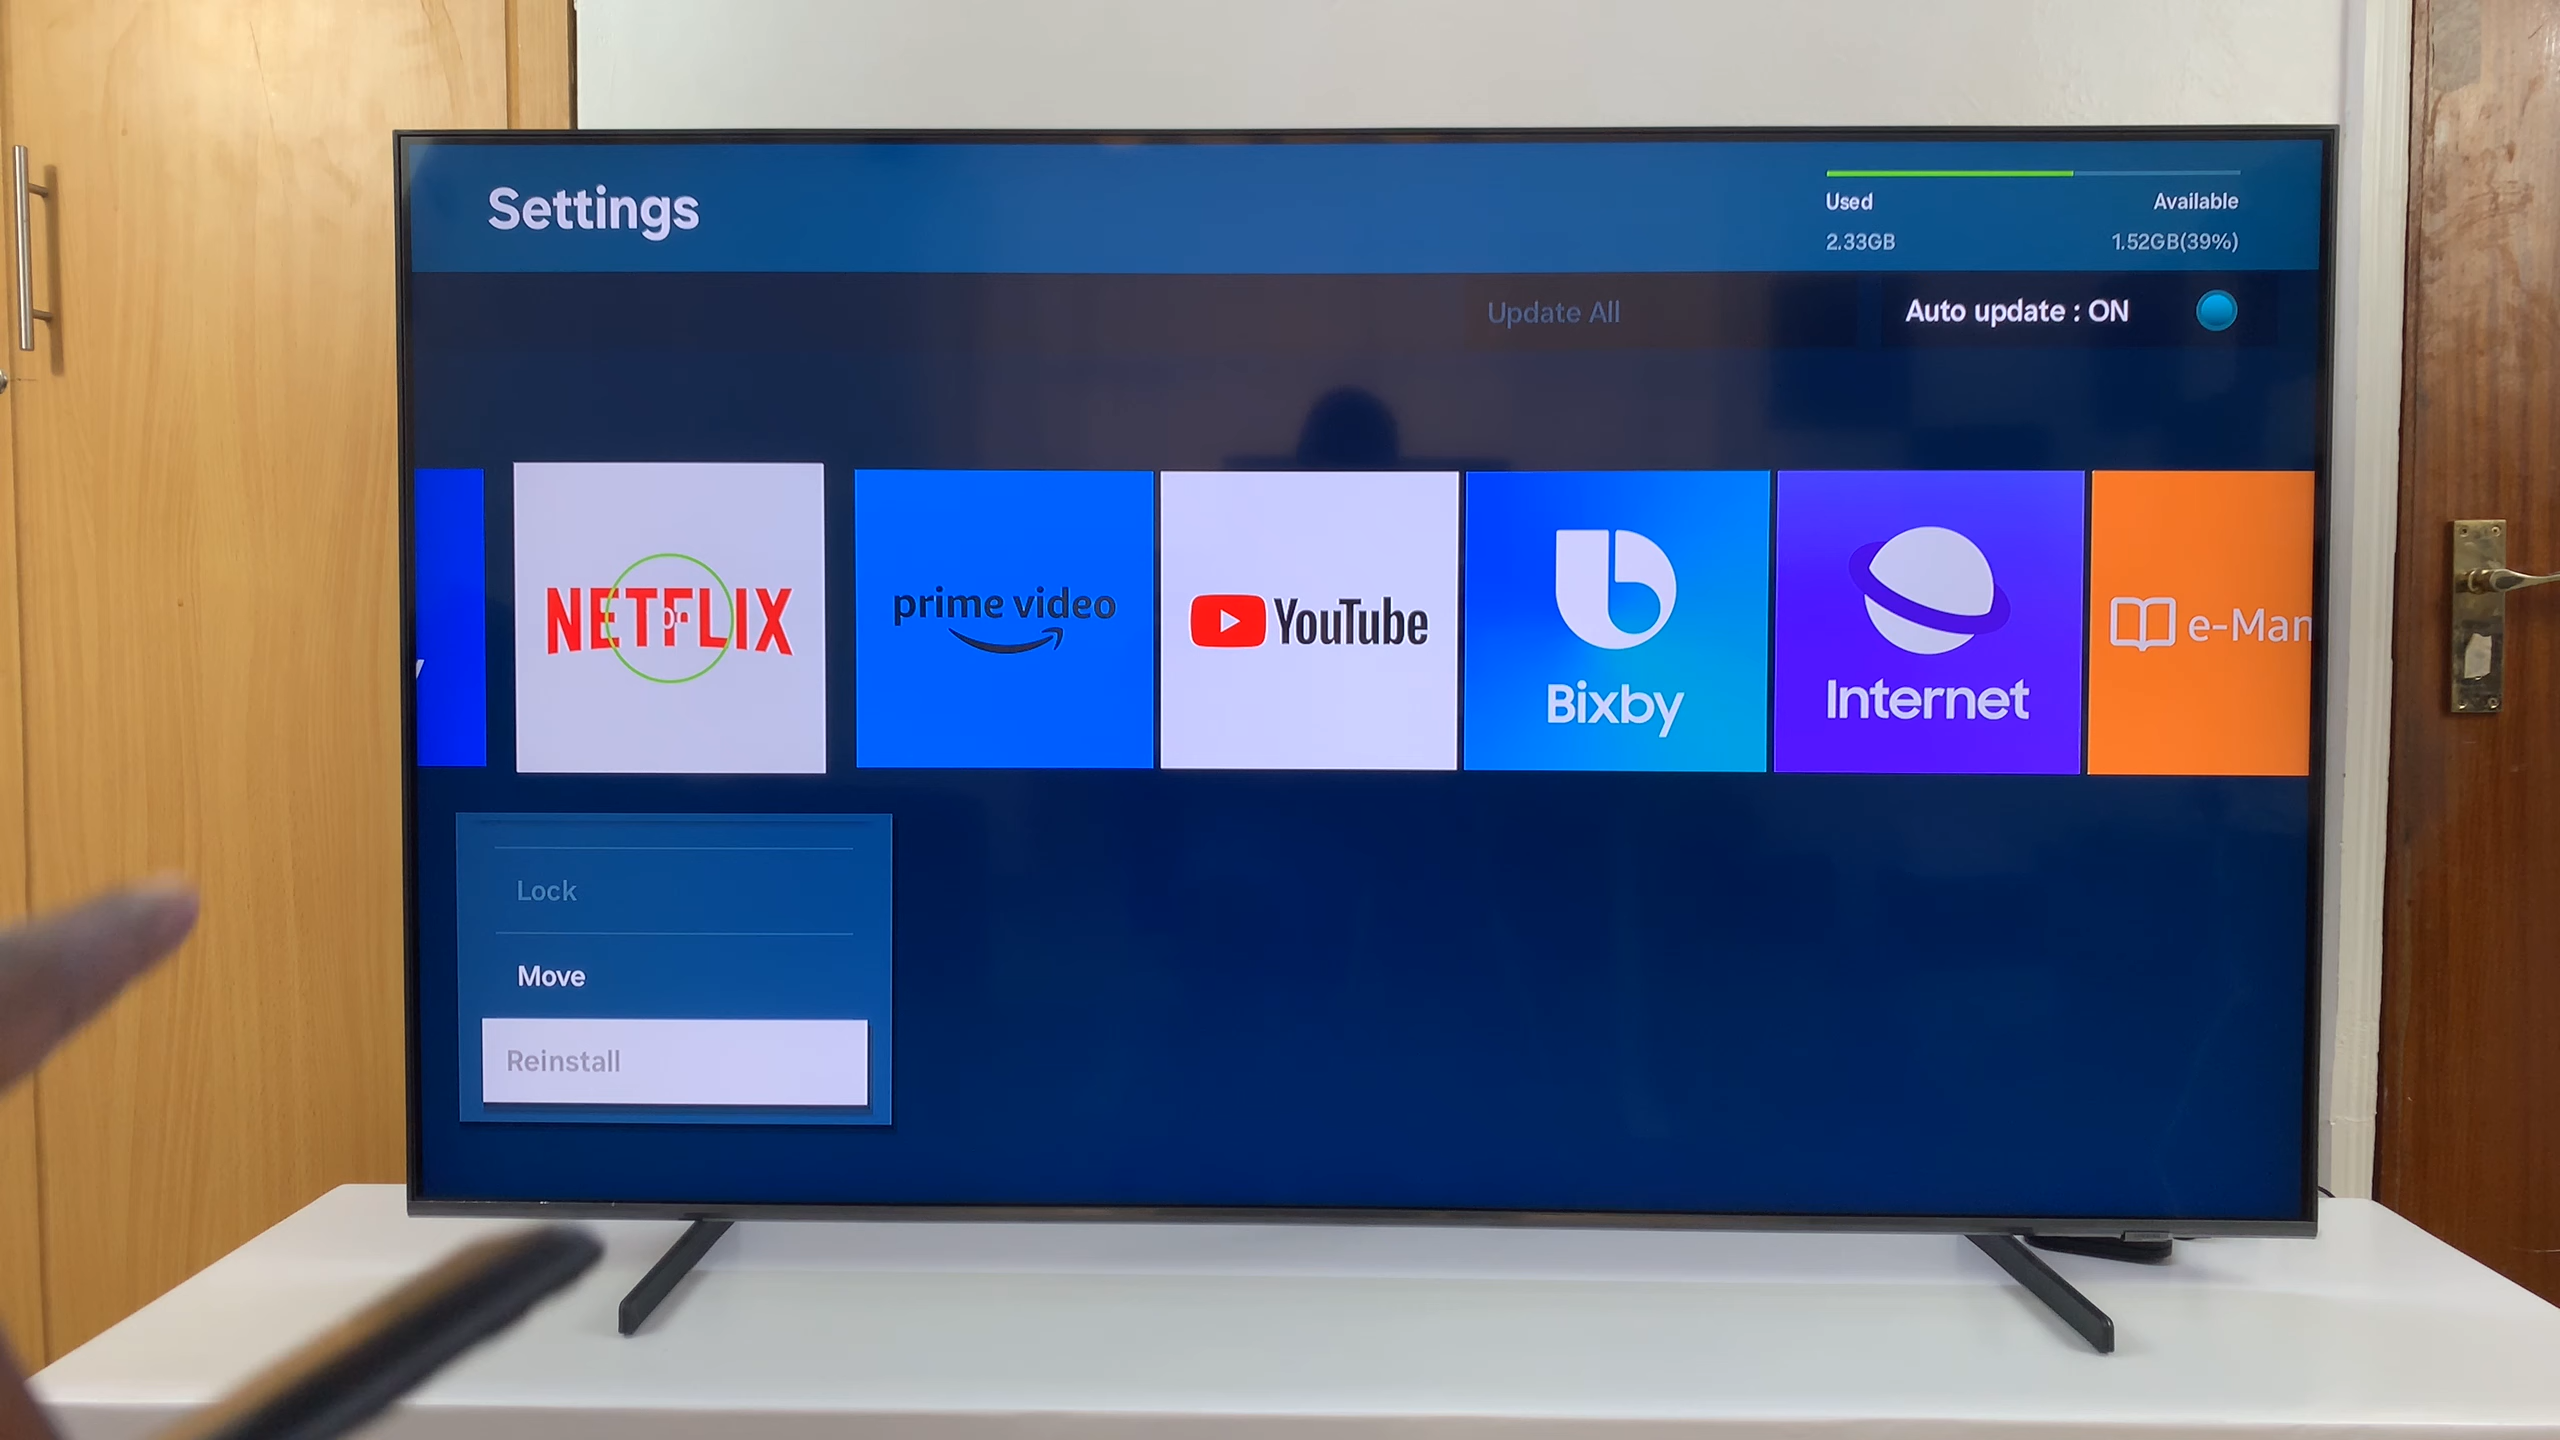 Settings
Used
Available
2.33GB
1.52GB(39%)
Update All
Auto update : ON
NETFLIX
prime video
YouTube
Bixby
Internet
e-Man
Lock
Move
Reinstall